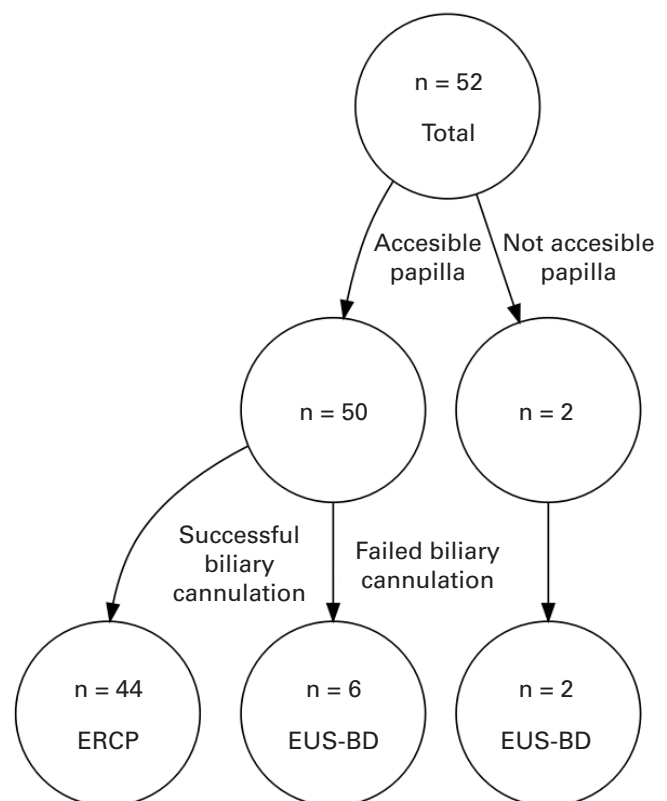 n = 52
Total
Accesible
papilla
Not accesible
papilla
n = 50
n = 2
Successful
biliary
cannulation
Failed biliary
cannulation
n = 44
ERCP
n = 6
EUS-BD
n = 2
EUS-BD